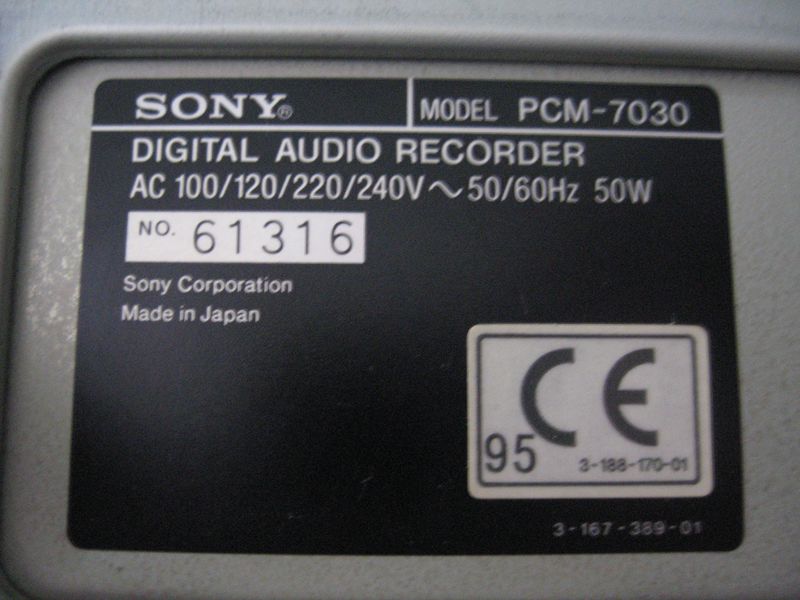 SONY® MODEL PCM-7030
DIGITAL AUDIO RECORDER
AC 100/120/220/240V～50/60Hz 50W
NO. 61316
Sony Corporation
Made in Japan
CE
95 3-188-170-01
3-167-389-01